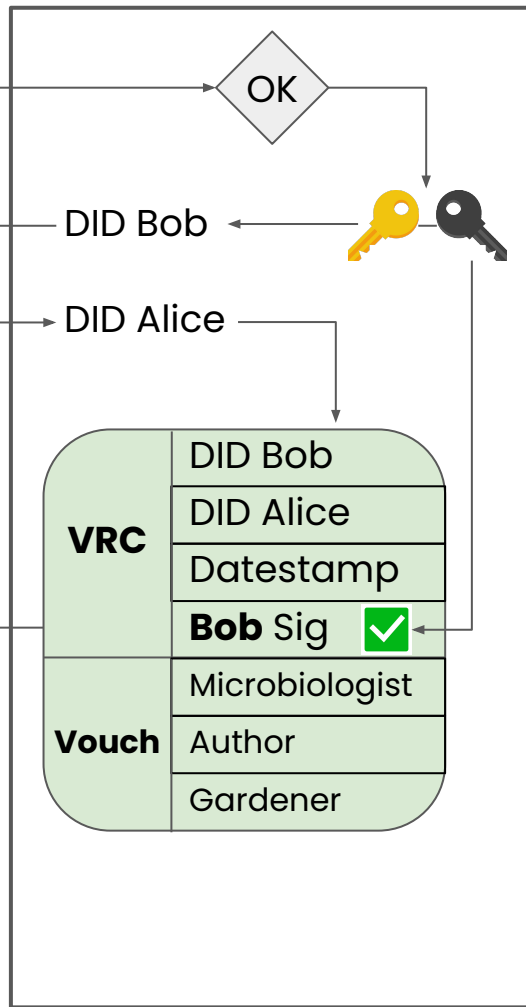 OK
DID Bob
DID Alice
VRC
DID Bob
DID Alice
Datestamp
Bob Sig
Vouch
Microbiologist
Author
Gardener